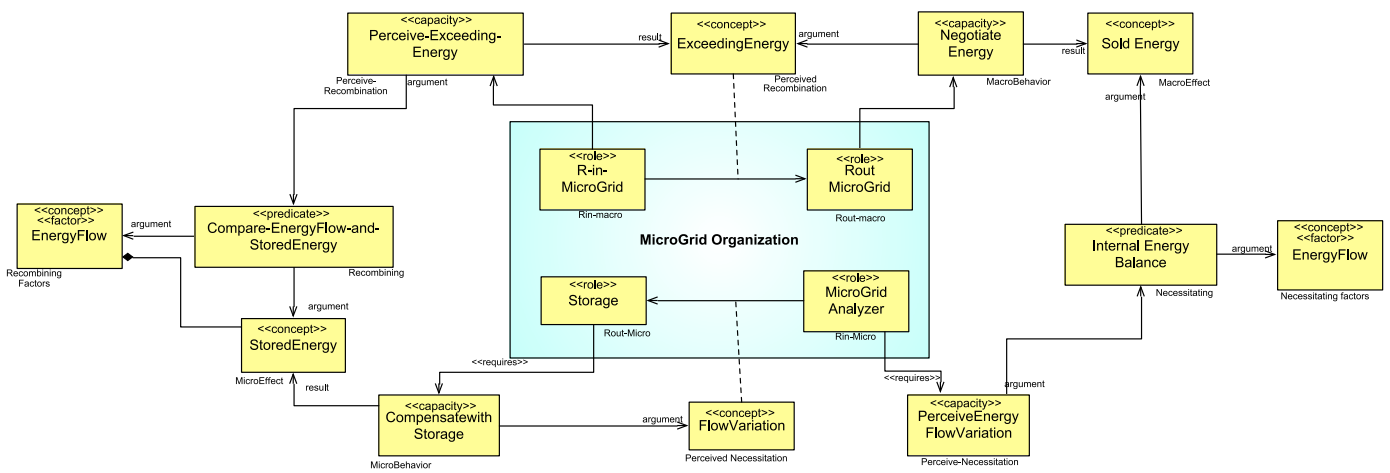 <<capacity>>
Perceive-Exceeding-
Energy
Perceive-
Recombination
argument
result
<<concept>>
ExceedingEnergy
Perceived
Recombination
argument
<<capacity>>
Negotiate
Energy
MacroBehavior
result
<<concept>>
Sold Energy
MacroEffect
argument
<<role>>
R-in-
MicroGrid
Rin-macro
<<role>>
Rout
MicroGrid
Rout-macro
MicroGrid Organization
<<concept>>
<<factor>>
EnergyFlow
Recombining
Factors
argument
<<predicate>>
Compare-EnergyFlow-and-
StoredEnergy
Recombining
argument
<<predicate>>
Internal Energy
Balance
Necessitating
argument
<<concept>>
<<factor>>
EnergyFlow
Necessitating factors
<<role>>
Storage
Rout-Micro
<<role>>
MicroGrid
Analyzer
Rin-Micro
<<concept>>
StoredEnergy
MicroEffect
result
<<requires>>
<<requires>>
argument
<<capacity>>
Compensatewith
Storage
MicroBehavior
argument
<<concept>>
FlowVariation
Perceived Necessitation
<<capacity>>
PerceiveEnergy
FlowVariation
Perceive-Necessitation